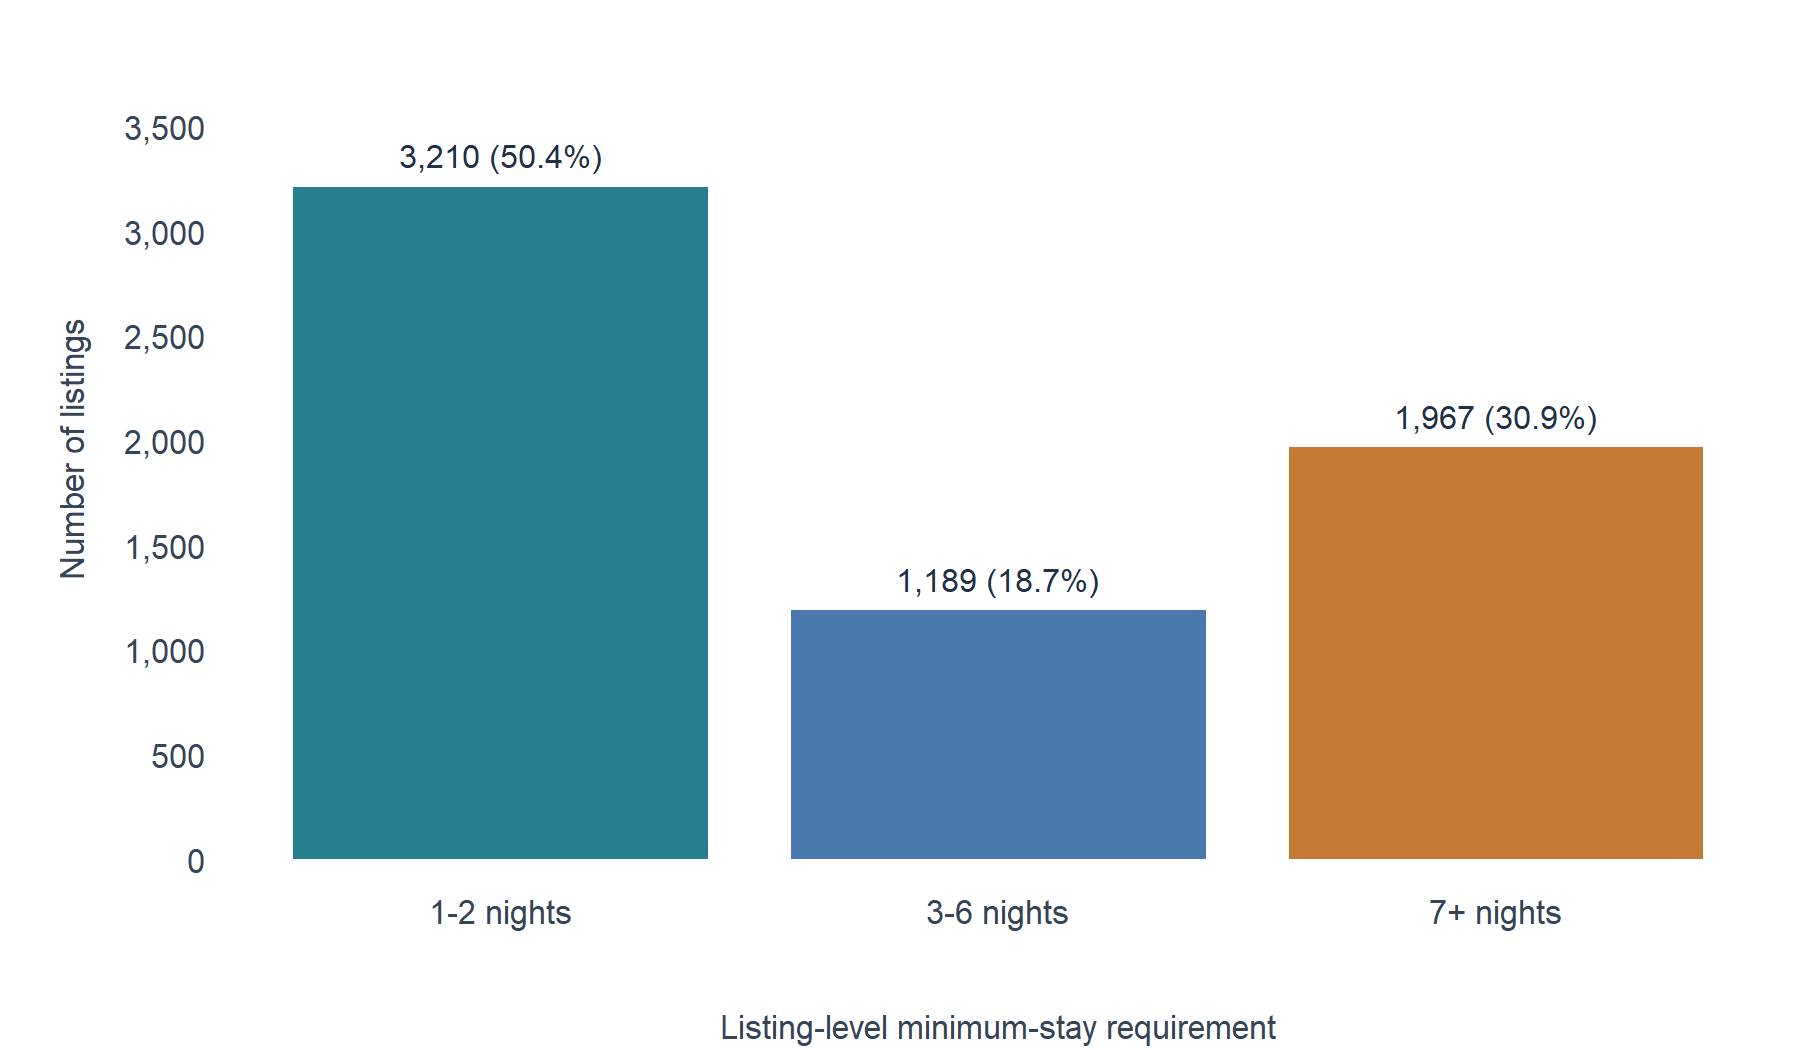 3,500
3,000
2,500
2,000
1,500
1,000
500
0
Number of listings
3,210 (50.4%)
1,189 (18.7%)
1,967 (30.9%)
1-2 nights
3-6 nights
7+ nights
Listing-level minimum-stay requirement